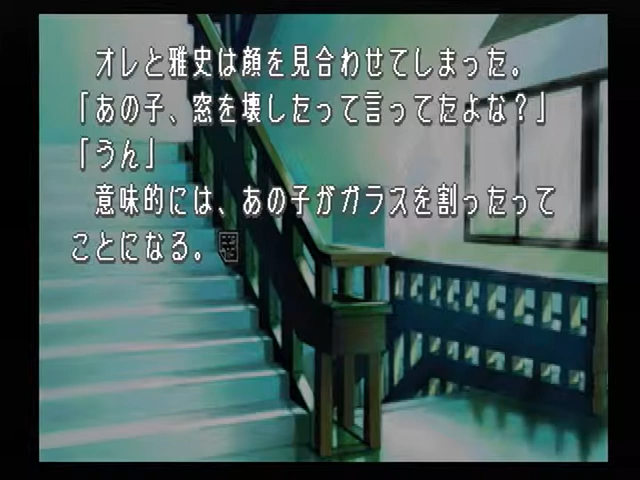 オレと雅史は顔を見合わせてしまった。
「あの子、窓を壊したって言ってたよな？」
「うん」
意味的には、あの子がガラスを割ったって
ことになる。